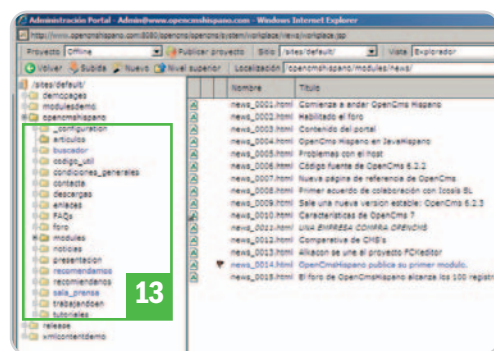 Administración Portal - Admin@www.opencmshispano.com - Windows Internet Explorer
http://www.opencmshispano.com:8080/opencms/opencms/system/workplace/views/workplace.jsp
Proyecto Offline Publicar proyecto Sitio /sites/default/ Vista Explorador
Volver Subida Nuevo Nivel superior Localización opencmshispano/modules/news/
/sites/default/
demopages
modulesdemo
opencmshispano
_configuration
articulos
buscador
codigo_util
condiciones_generales
contacta
descargas
enlaces
FAQs
foro
modules
noticias
presentacion
recomendamos
recomiendanos
sala_prensa
trabajandoen
tutoriales
release
xmlcontentdemo
13
Nombre Título
news_0001.html Comienza a andar OpenCms Hispano
news_0002.html Habilitado el foro
news_0003.html Contenido del portal
news_0004.html OpenCms Hispano en JavaHispano
news_0005.html Problemas con el host
news_0006.html Código fuente de OpenCms 6.2.2
news_0007.html Nueva página de referencia de OpenCms
news_0008.html Primer acuerdo de colaboración con Icosis SL
news_0009.html Sale una nueva version estable: OpenCms 6.2.3
news_0010.html Características de OpenCms 7
news_0011.html UNA EMPRESA COMPRA OPENCMS
news_0012.html Comparativa de CMS's
news_0013.html Alkacon se une al proyecto FCKeditor
news_0014.html OpenCmsHispano publica su primer modulo.
news_0015.html El foro de OpenCmsHispano alcanza los 100 registr